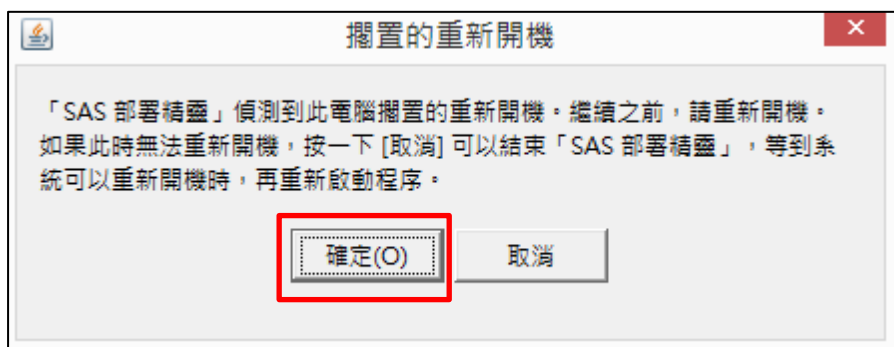 擱置的重新開機
「SAS 部署精靈」偵測到此電腦擱置的重新開機。繼續之前，請重新開機。
如果此時無法重新開機，按一下 [取消] 可以結束「SAS 部署精靈」，等到系
統可以重新開機時，再重新啟動程序。
確定(O)
取消